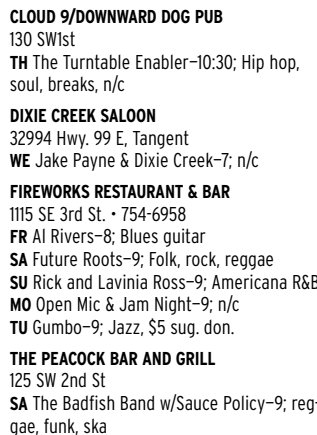 CLOUD 9/DOWNWARD DOG PUB
130 SW1st
TH The Turntable Enabler–10:30; Hip hop,
soul, breaks, n/c
DIXIE CREEK SALOON
32994 Hwy. 99 E, Tangent
WE Jake Payne & Dixie Creek–7; n/c
FIREWORKS RESTAURANT & BAR
1115 SE 3rd St. • 754-6958
FR Al Rivers–8; Blues guitar
SA Future Roots–9; Folk, rock, reggae
SU Rick and Lavinia Ross–9; Americana R&B
MO Open Mic & Jam Night–9; n/c
TU Gumbo–9; Jazz, $5 sug. don.
THE PEACOCK BAR AND GRILL
125 SW 2nd St
SA The Badfish Band w/Sauce Policy–9; reg-
gae, funk, ska